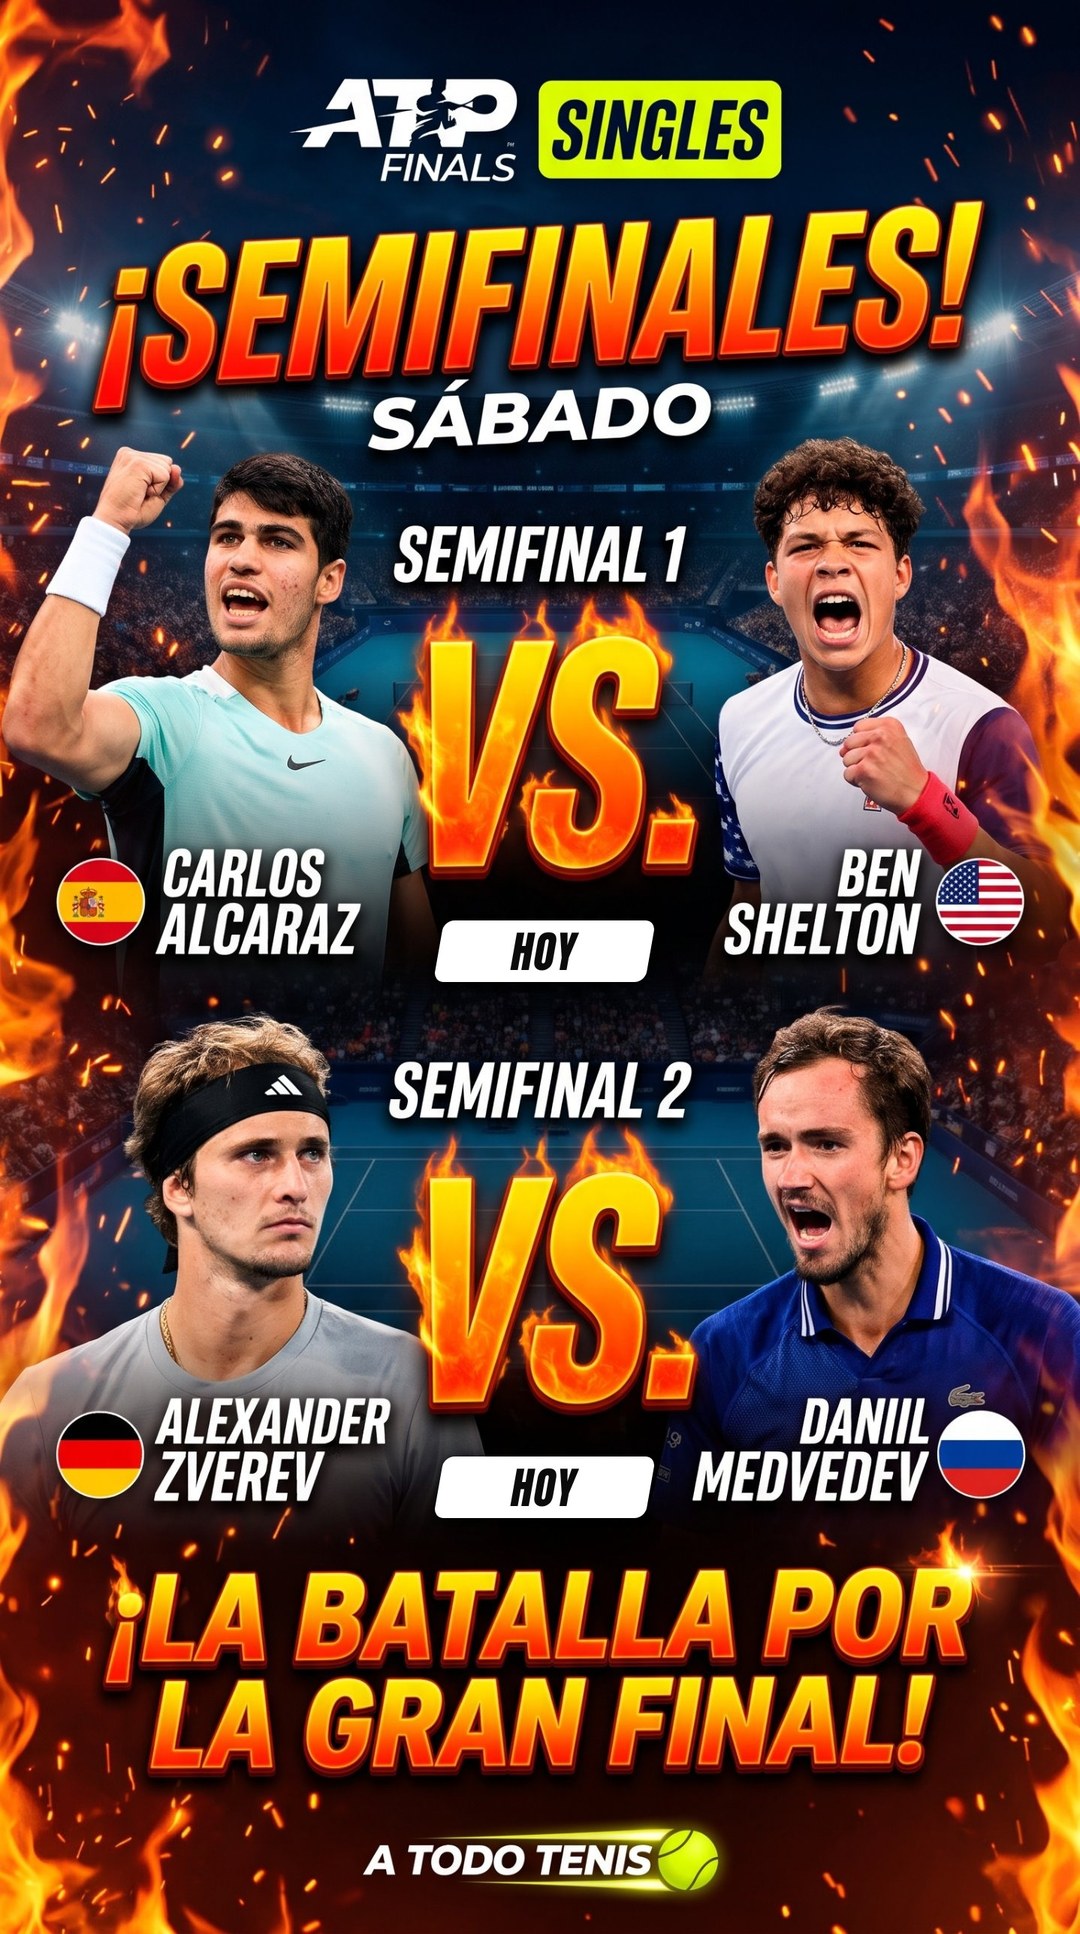 ATP
FINALS
SINGLES
¡SEMIFINALES!
SÁBADO
SEMIFINAL 1
VS.
CARLOS
ALCARAZ
BEN
SHELTON
HOY
SEMIFINAL 2
VS.
ALEXANDER
ZVEREV
DANIIL
MEDVEDEV
HOY
¡LA BATALLA POR
LA GRAN FINAL!
A TODO TENIS